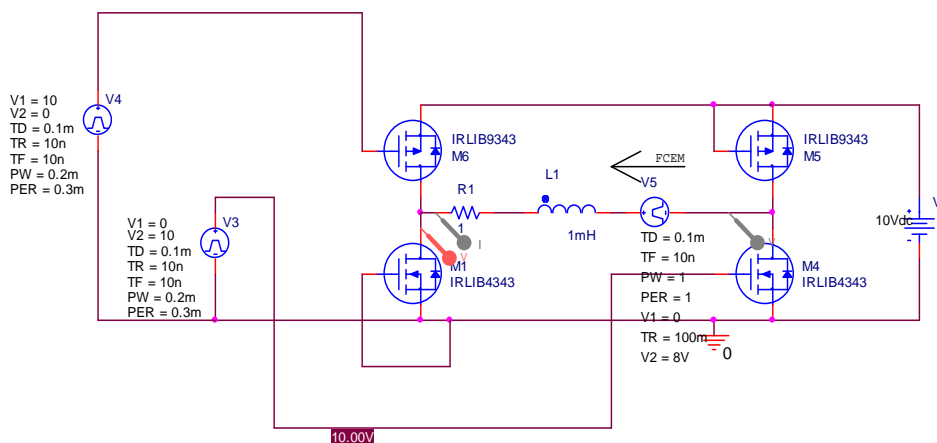 V4
V1 = 10
V2 = 0
TD = 0.1m
TR = 10n
TF = 10n
PW = 0.2m
PER = 0.3m
V3
V1 = 0
V2 = 10
TD = 0.1m
TR = 10n
TF = 10n
PW = 0.2m
PER = 0.3m
IRLIB9343
M6
R1
1
L1
1mH
FCEM
V5
TD = 0.1m
TF = 10n
PW = 1
PER = 1
V1 = 0
TR = 100m
V2 = 8V
IRLIB9343
M5
I
V
M1
IRLIB4343
V
M4
IRLIB4343
V
10Vdc
0
10.00V